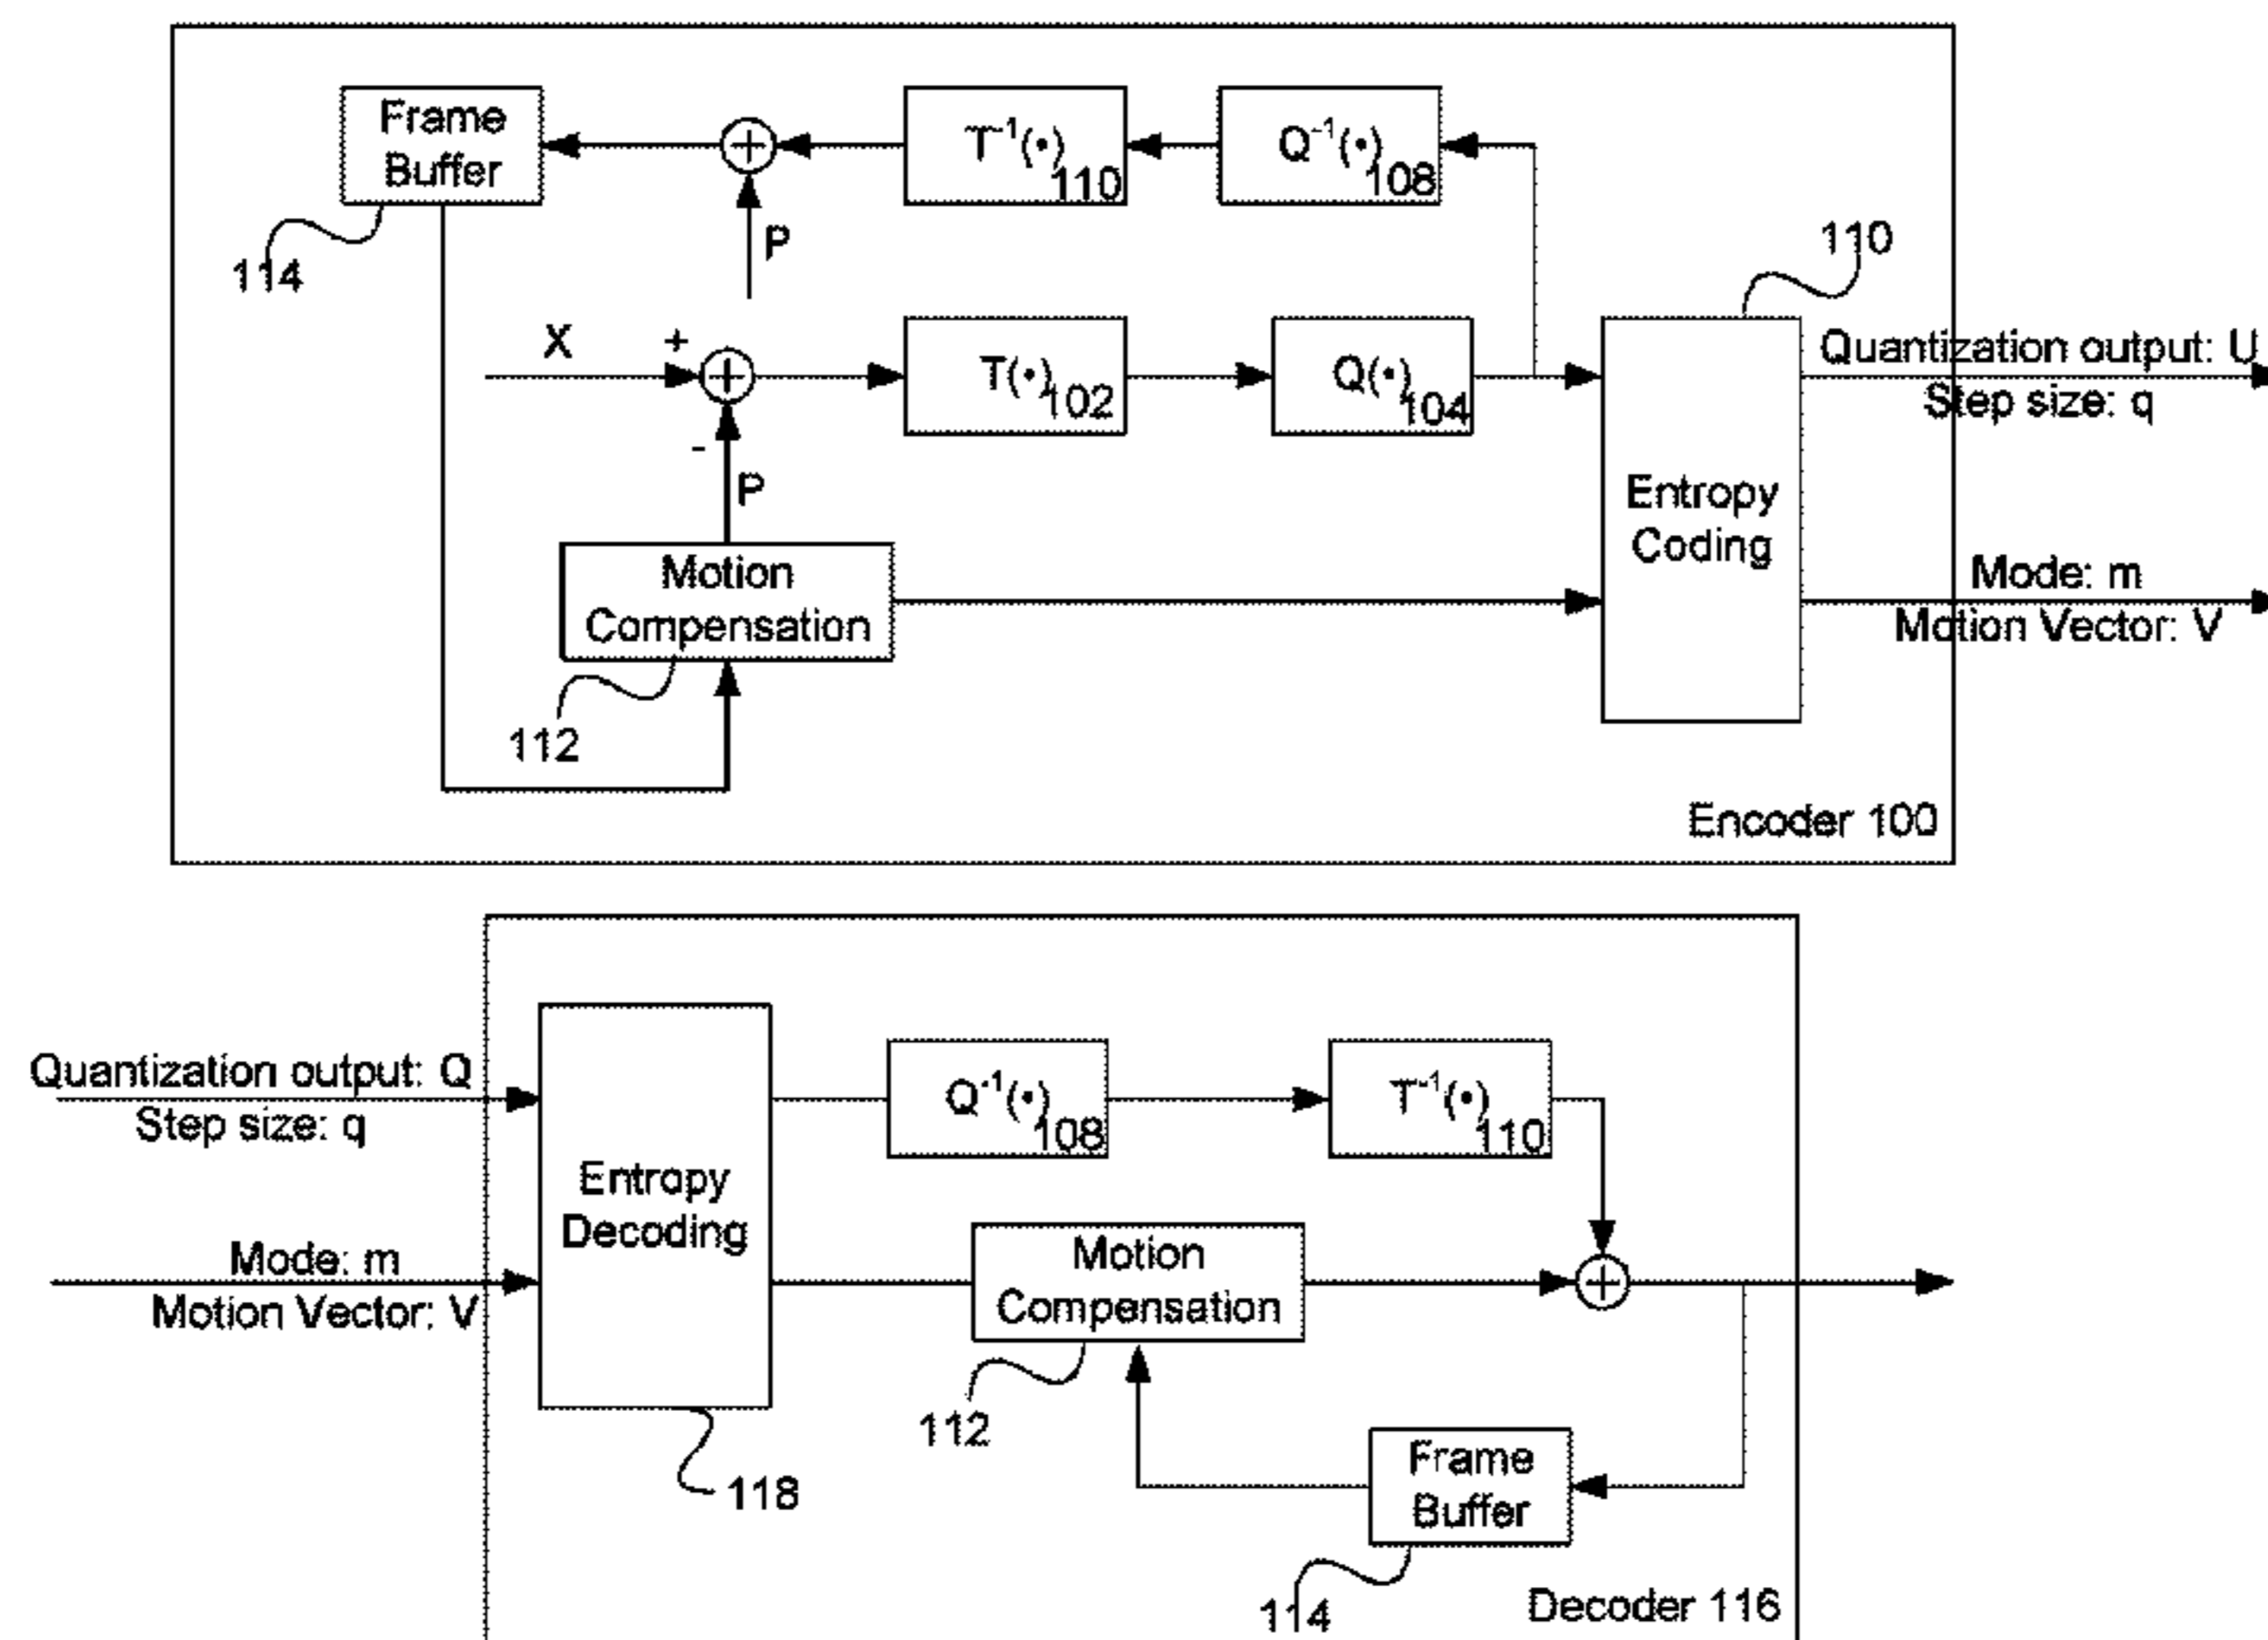 Frame
Buffer
T⁻¹(•)
110
Q⁻¹(•)
108
114
P
110
X
+
T(•)
102
Q(•)
104
Quantization output: U
Step size: q
-
P
Entropy
Coding
Motion
Compensation
Mode: m
Motion Vector: V
112
Encoder 100
Quantization output: Q
Step size: q
Q⁻¹(•)
108
T⁻¹(•)
110
Entropy
Decoding
Mode: m
Motion Vector: V
Motion
Compensation
112
118
Frame
Buffer
114
Decoder 116